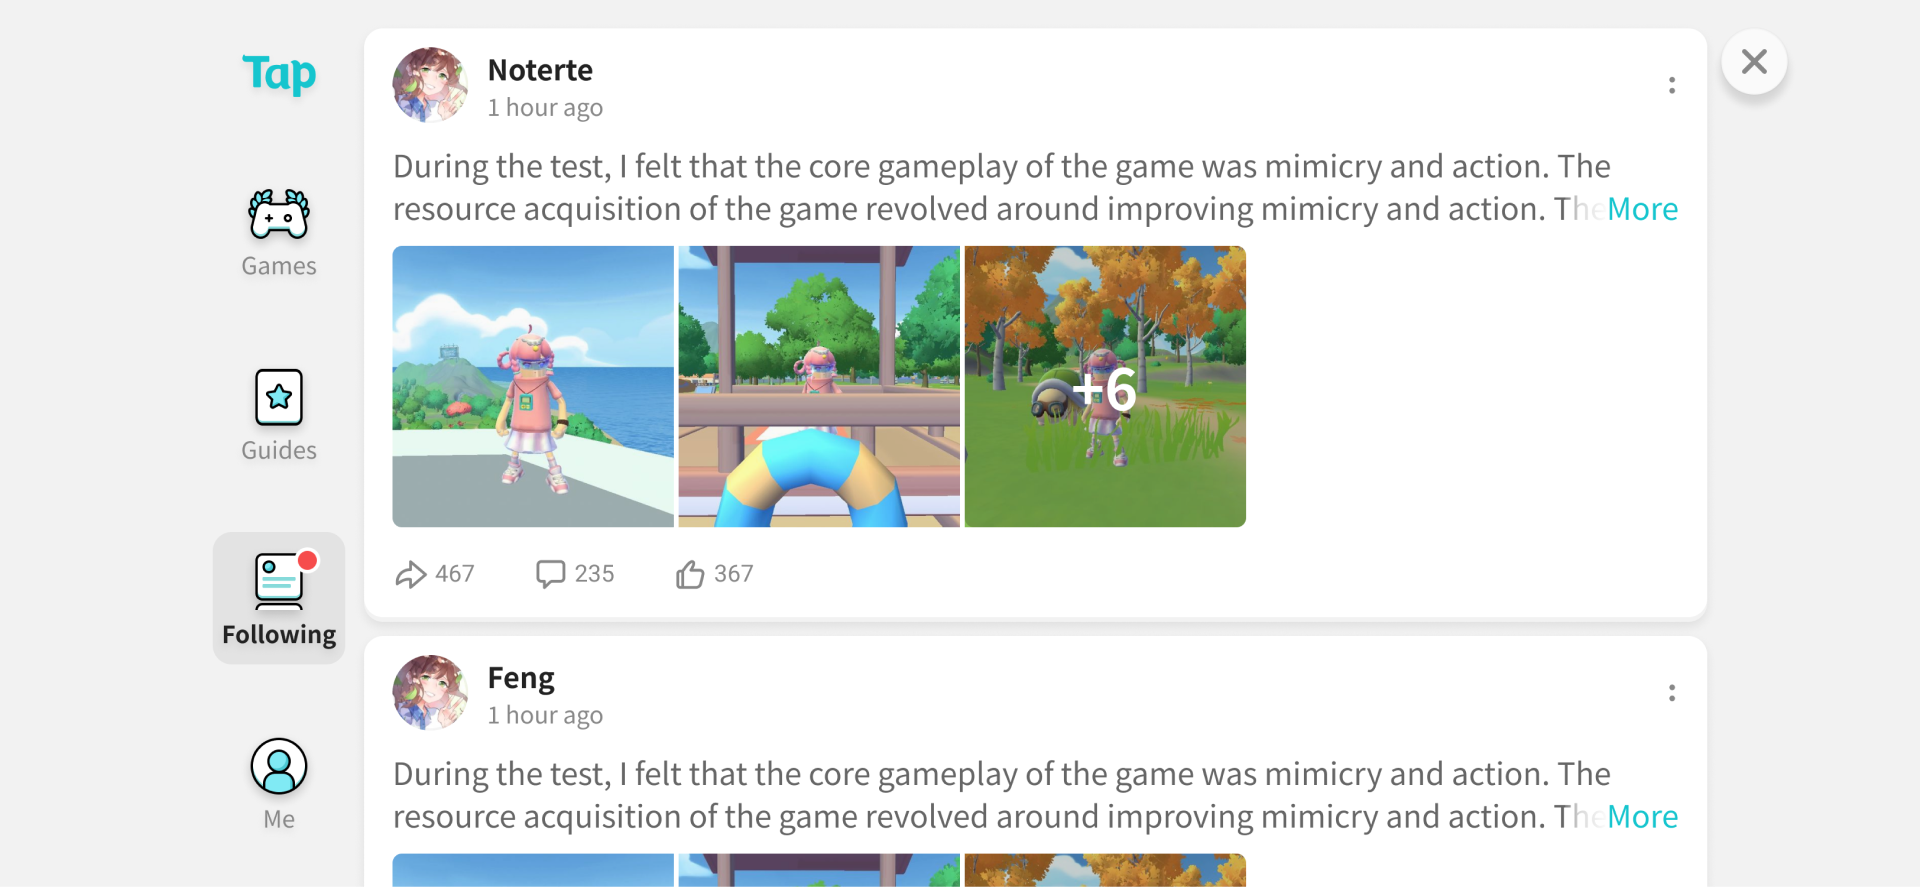 Tap
Games
Guides
Following
Me
Noterte
1 hour ago
During the test, I felt that the core gameplay of the game was mimicry and action. The
resource acquisition of the game revolved around improving mimicry and action. The More
+6
467
235
367
Feng
1 hour ago
During the test, I felt that the core gameplay of the game was mimicry and action. The
resource acquisition of the game revolved around improving mimicry and action. The More